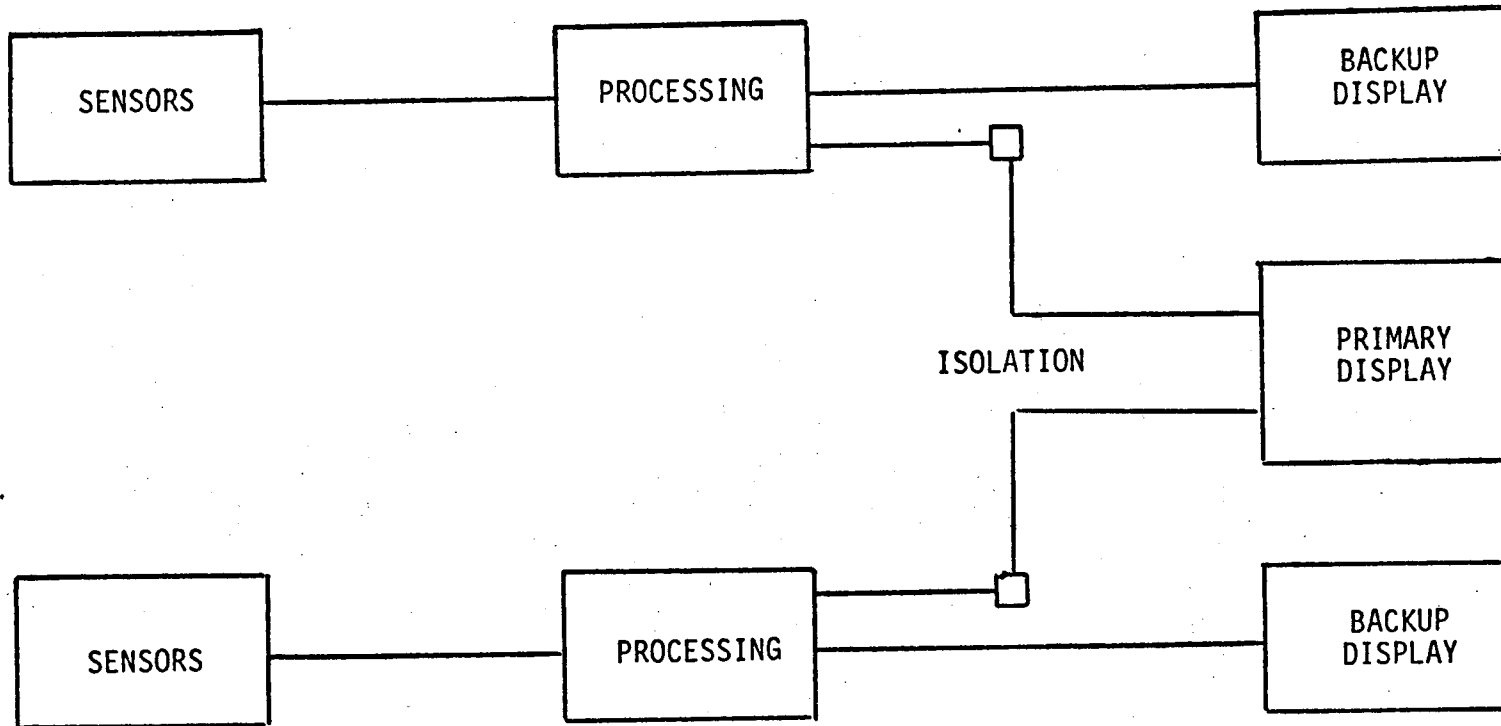 SENSORS
PROCESSING
BACKUP
DISPLAY
ISOLATION
PRIMARY
DISPLAY
SENSORS
PROCESSING
BACKUP
DISPLAY